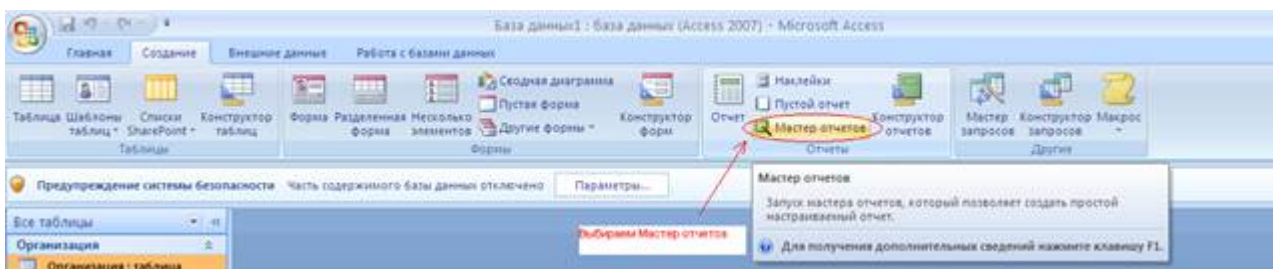 База данных1 : база данных (Access 2007) - Microsoft Access
Главная Создание Внешние данные Работа с базами данных
Таблица Шаблоны таблиц Списки SharePoint Конструктор таблиц
Таблицы
Форма Разделенная форма Несколько элементов
Сводная диаграмма
Пустая форма
Другие формы
Конструктор форм
Формы
Отчет
Наклейки
Пустой отчет
Мастер отчетов
Конструктор отчетов
Отчеты
Мастер запросов Конструктор запросов Макрос
Другие
Предупреждение системы безопасности Часть содержимого базы данных отключено Параметры...
Мастер отчетов
Запуск мастера отчетов, который позволяет создать простой
настраиваемый отчет.
Для получения дополнительных сведений нажмите клавишу F1.
Выбираем Мастер отчетов
Все таблицы
Организация
Организация : таблица